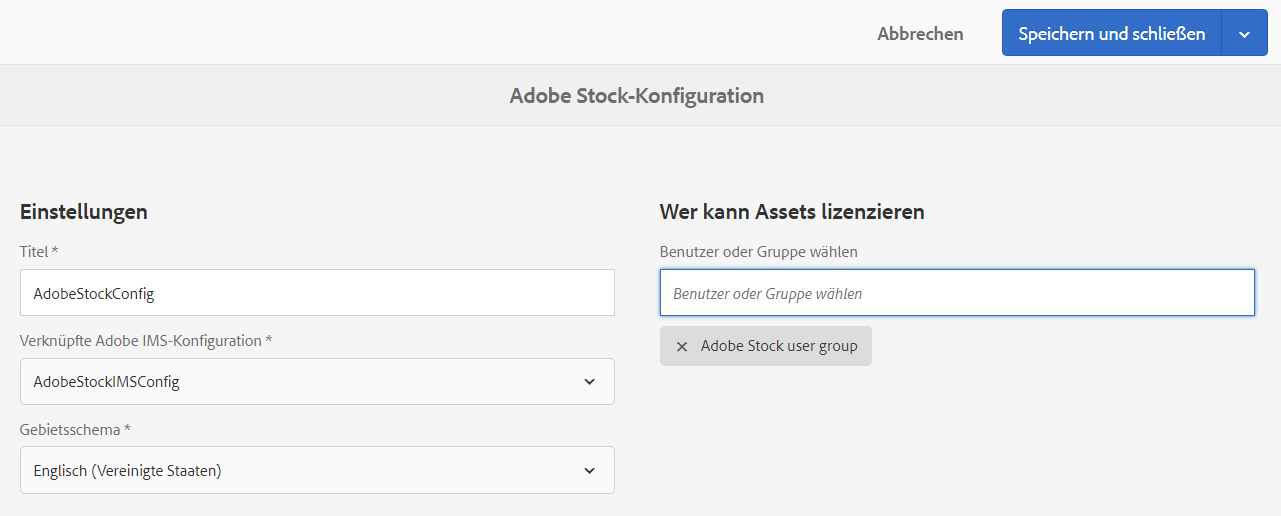 Abbrechen
Speichern und schließen
Adobe Stock-Konfiguration
Einstellungen
Titel *
AdobeStockConfig
Verknüpfte Adobe IMS-Konfiguration *
AdobeStockIMSConfig
Gebietsschema *
Englisch (Vereinigte Staaten)
Wer kann Assets lizenzieren
Benutzer oder Gruppe wählen
Benutzer oder Gruppe wählen
Adobe Stock user group